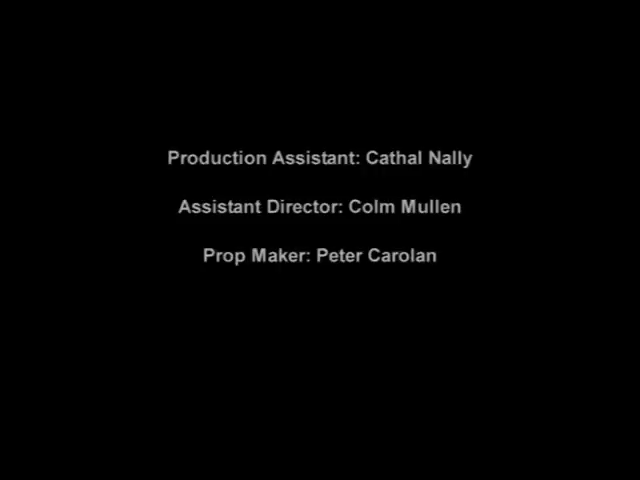 Production Assistant: Cathal Nally
Assistant Director: Colm Mullen
Prop Maker: Peter Carolan